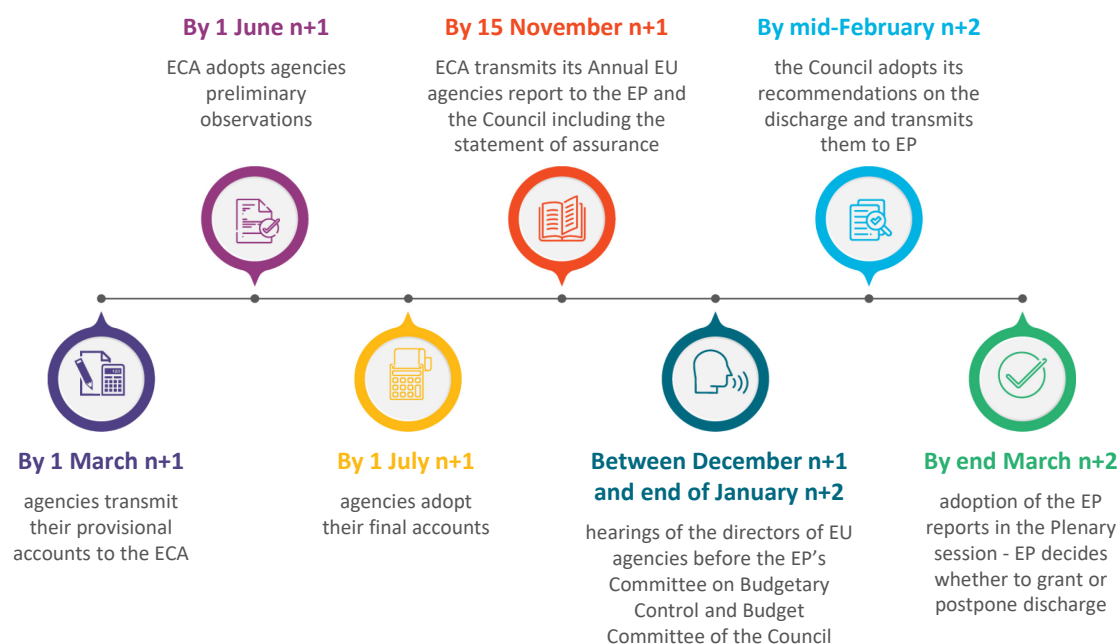 By 1 June n+1
ECA adopts agencies
preliminary
observations
By 15 November n+1
ECA transmits its Annual EU
agencies report to the EP and
the Council including the
statement of assurance
By mid-February n+2
the Council adopts its
recommendations on the
discharge and transmits
them to EP
By 1 March n+1
agencies transmit
their provisional
accounts to the ECA
By 1 July n+1
agencies adopt
their final accounts
Between December n+1
and end of January n+2
hearings of the directors of EU
agencies before the EP’s
Committee on Budgetary
Control and Budget
Committee of the Council
By end March n+2
adoption of the EP
reports in the Plenary
session - EP decides
whether to grant or
postpone discharge